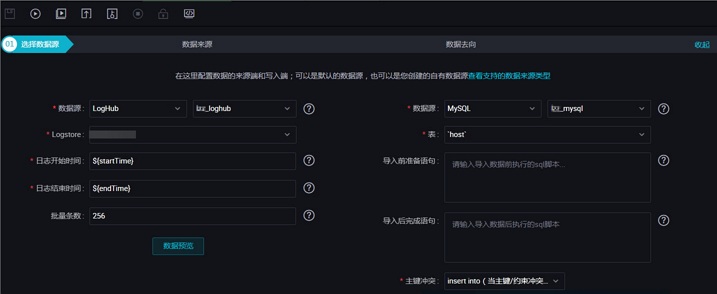 01 选择数据源 数据来源 数据去向 收起
在这里配置数据的来源端和写入端；可以是默认的数据源，也可以是您创建的自有数据源查看支持的数据来源类型
* 数据源： LogHub _loghub ?
* 数据源： MySQL _mysql ?
* Logstore：
* 表： `host`
* 日志开始时间： ${startTime} ?
导入前准备语句： 请输入导入数据前执行的sql脚本... ?
* 日志结束时间： ${endTime} ?
批量条数： 256 ?
导入后完成语句： 请输入导入数据后执行的sql脚本... ?
数据预览
* 主键冲突： insert into（当主键/约束冲突...